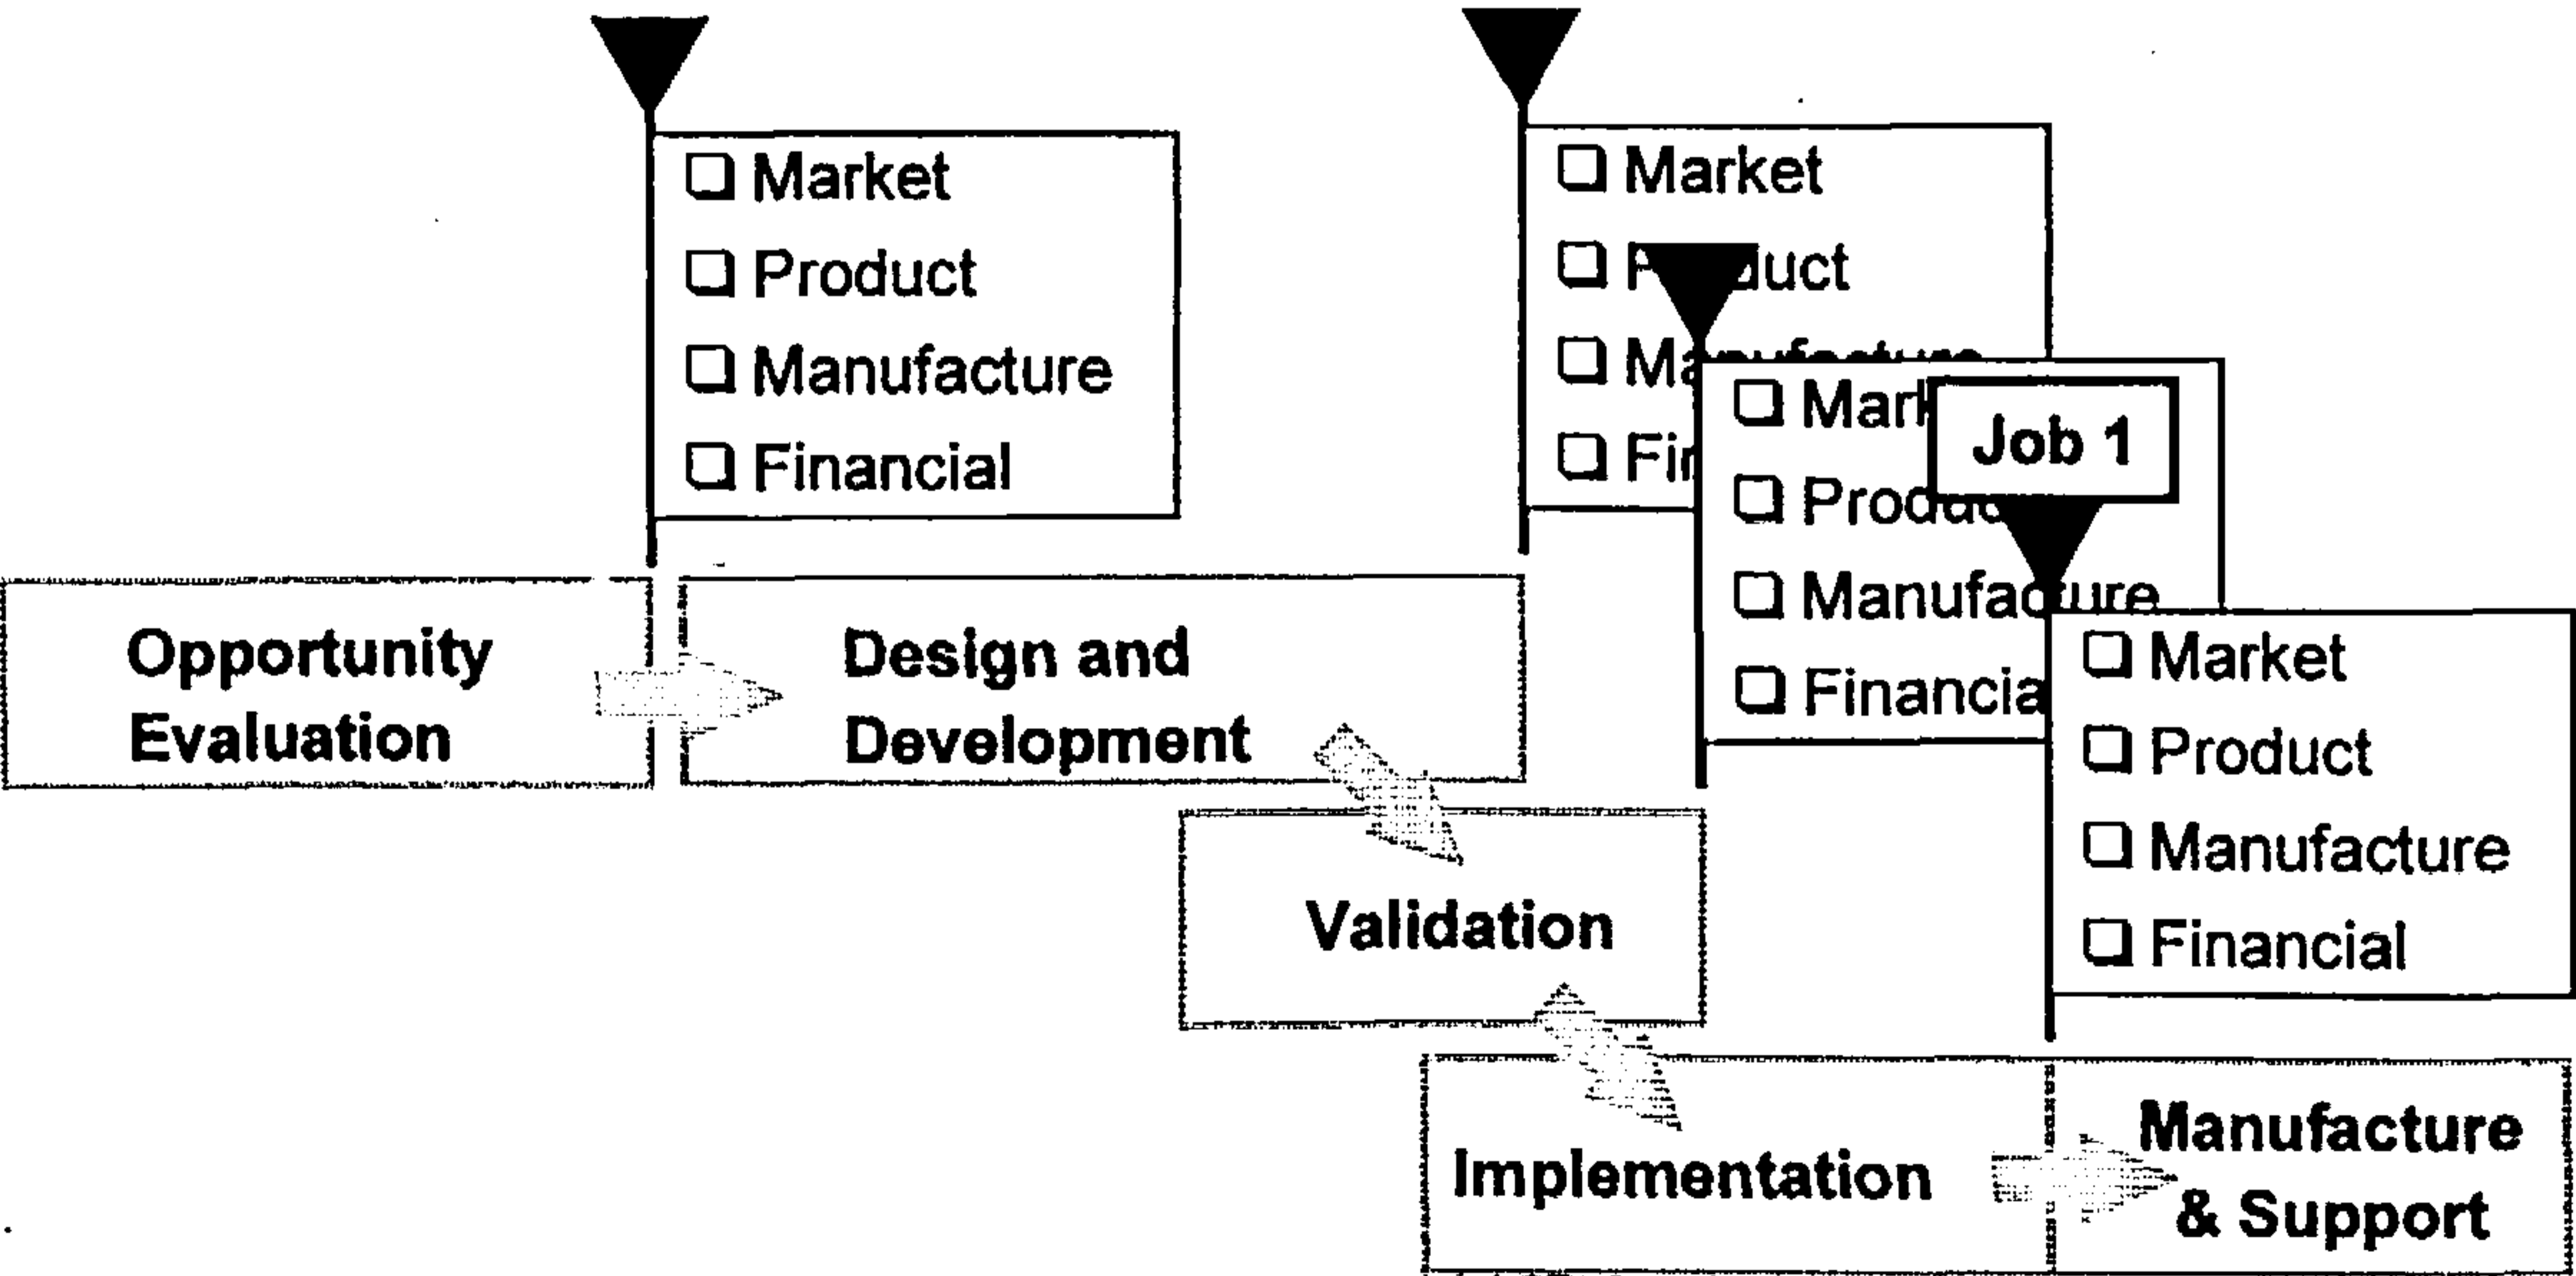 ❑ Market
❑ Product
❑ Manufacture
❑ Financial
❑ Market
❑ 
❑ Manufacture
❑ 
❑ 
Job 1
❑ 
❑ Manufacture
❑ Financia
❑ Market
❑ Product
❑ Manufacture
❑ Financial
Opportunity
Evaluation
Design and
Development
Validation
Implementation
Manufacture
& Support